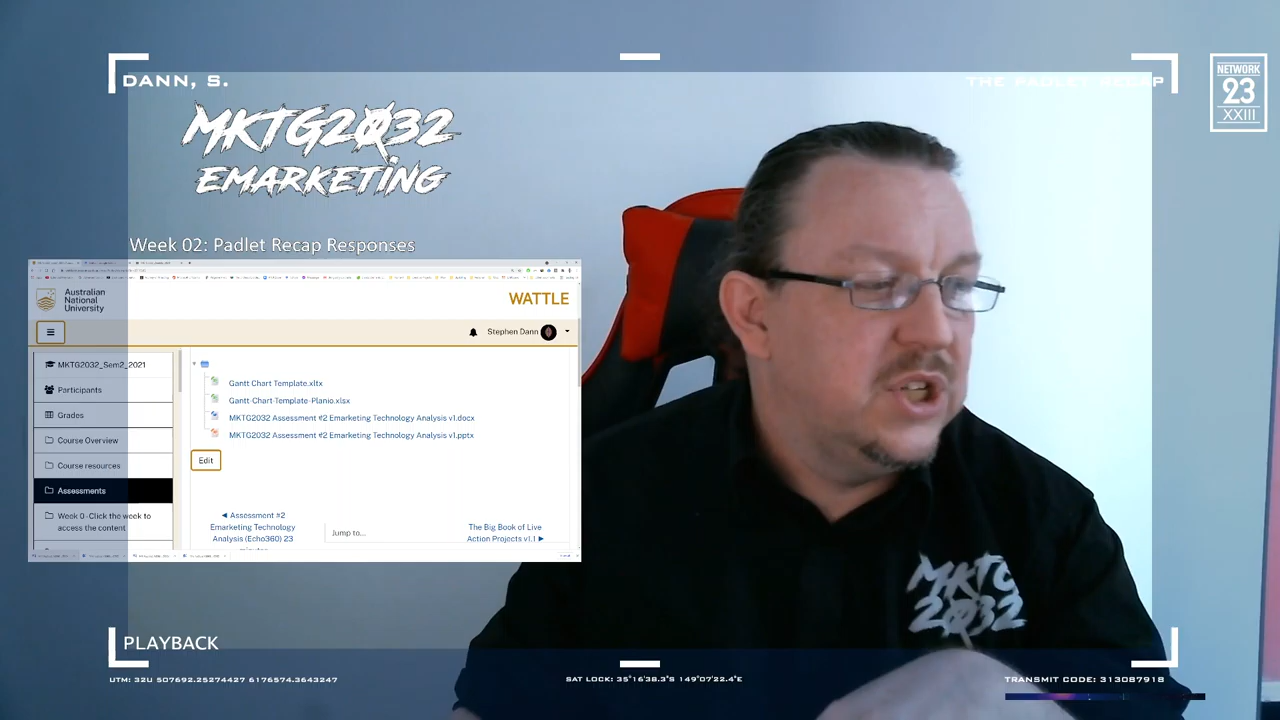 DANN, S.
THE PADLET RECAP
NETWORK
23
XXIII
MKTG2032
EMARKETING
Week 02: Padlet Recap Responses
Australian
National
University
WATTLE
Stephen Dann
MKTG2032_Sem2_2021
Participants
Grades
Course Overview
Course resources
Assessments
Week 0 - Click the week to
access the content
Gantt Chart Template.xltx
Gantt-Chart-Template-Planio.xlsx
MKTG2032 Assessment #2 Emarketing Technology Analysis v1.docx
MKTG2032 Assessment #2 Emarketing Technology Analysis v1.pptx
Edit
◄ Assessment #2
Emarketing Technology
Analysis (Echo360) 23
minutes
Jump to...
The Big Book of Live
Action Projects v1.1 ►
MKTG
2032
PLAYBACK
UTM: 32U 507692.25274427 6176574.3643247
SAT LOCK: 35°16'38.3"S 149°07'22.4"E
TRANSMIT CODE: 313087918